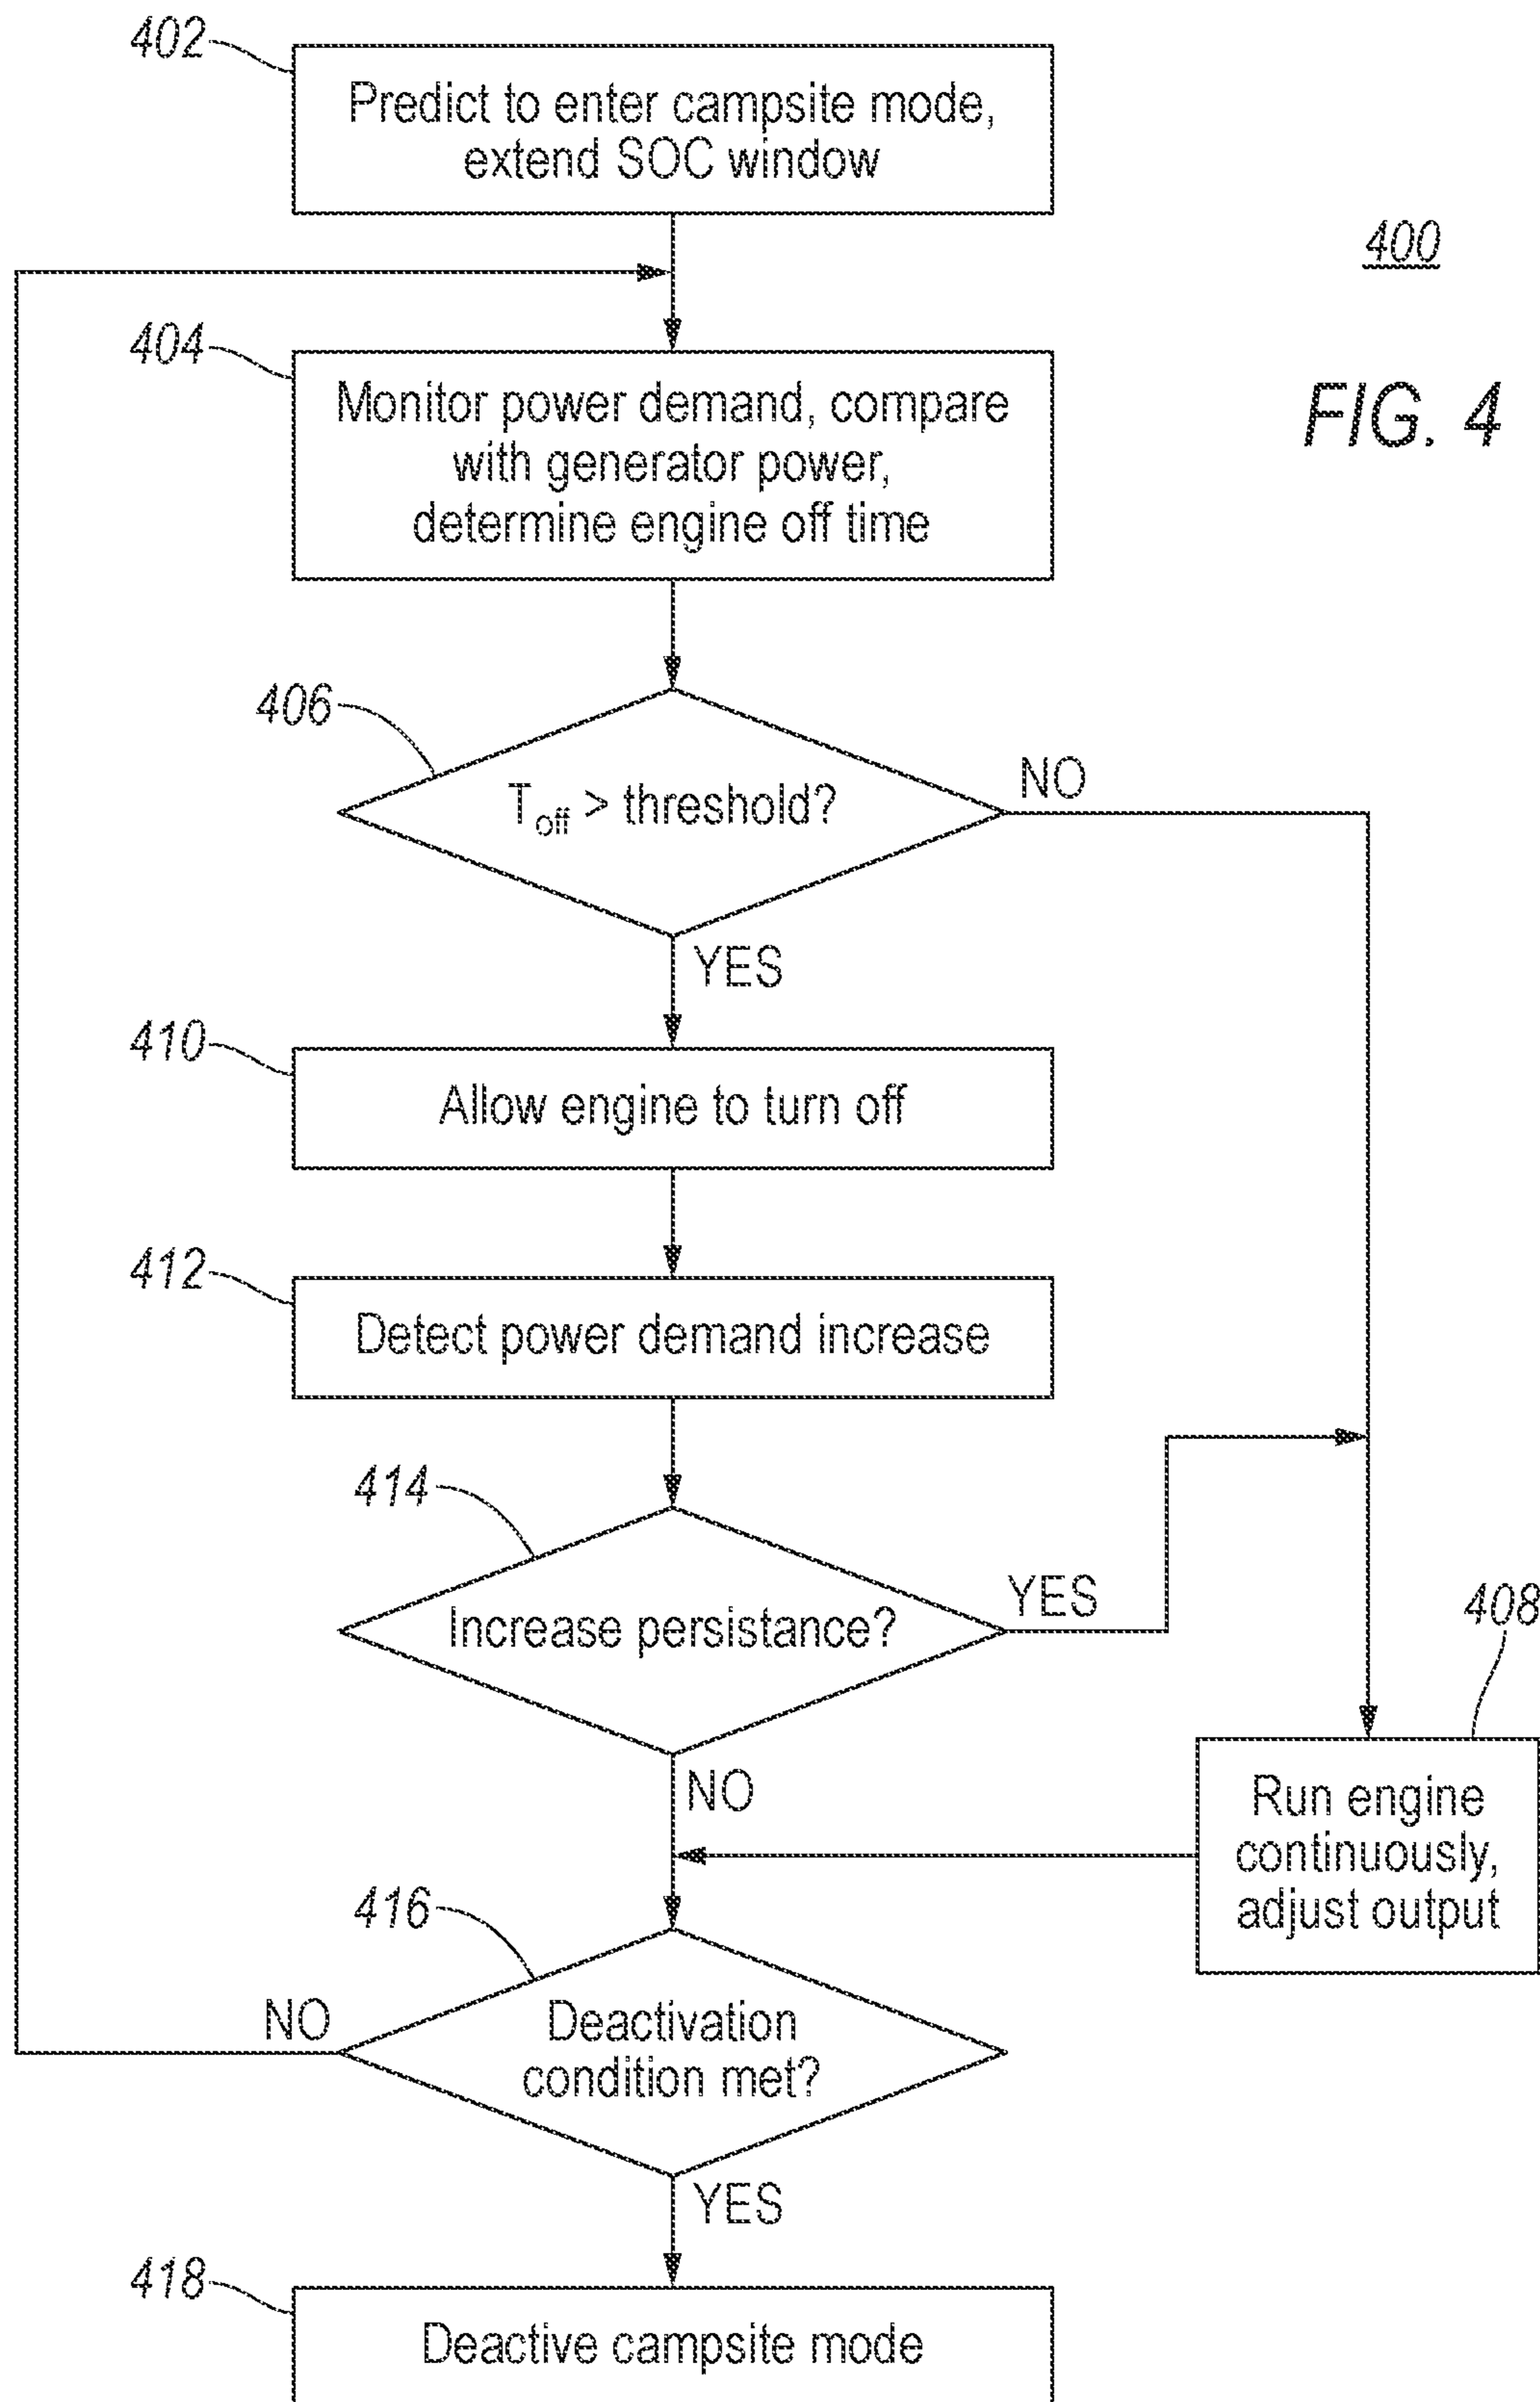 402
Predict to enter campsite mode,
extend SOC window
400
FIG. 4
404
Monitor power demand, compare
with generator power,
determine engine off time
406
Toff > threshold?
NO
YES
410
Allow engine to turn off
412
Detect power demand increase
414
Increase persistance?
YES
NO
408
Run engine
continuously,
adjust output
416
Deactivation
condition met?
NO
YES
418
Deactive campsite mode